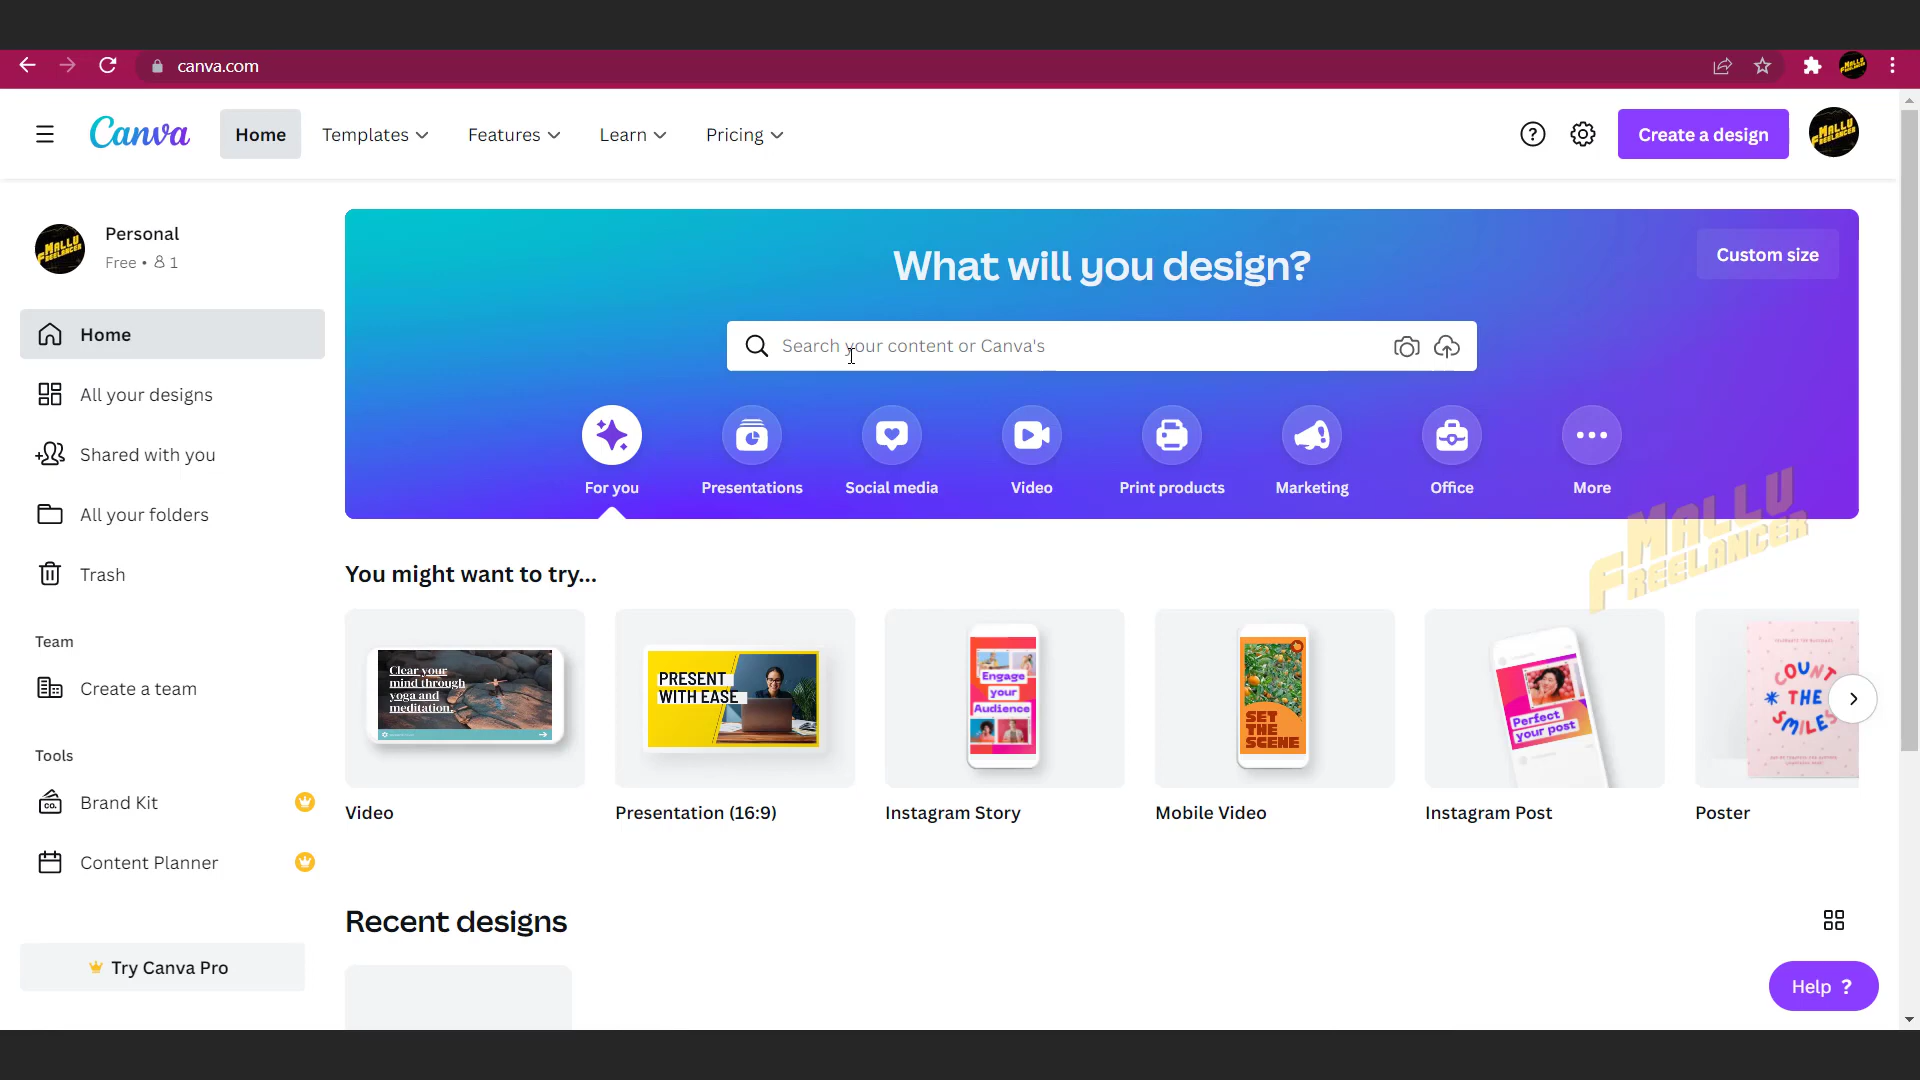 canva.com
Canva
Home
Templates
Features
Learn
Pricing
Create a design
MALLU
FREELANCER
Personal
Free • 1
What will you design?
Custom size
Search your content or Canva's
Home
All your designs
Shared with you
All your folders
Trash
For you
Presentations
Social media
Video
Print products
Marketing
Office
More
MALLU
FREELANCER
You might want to try...
Clear your
mind through
yoga and
meditation.
PRESENT
WITH EASE
Engage
your
Audience
SET
THE
SCENE
Perfect
your post
COUNT
THE
SMILES
Video
Presentation (16:9)
Instagram Story
Mobile Video
Instagram Post
Poster
Team
Create a team
Tools
CO.
Brand Kit
Content Planner
Try Canva Pro
Recent designs
Help ?